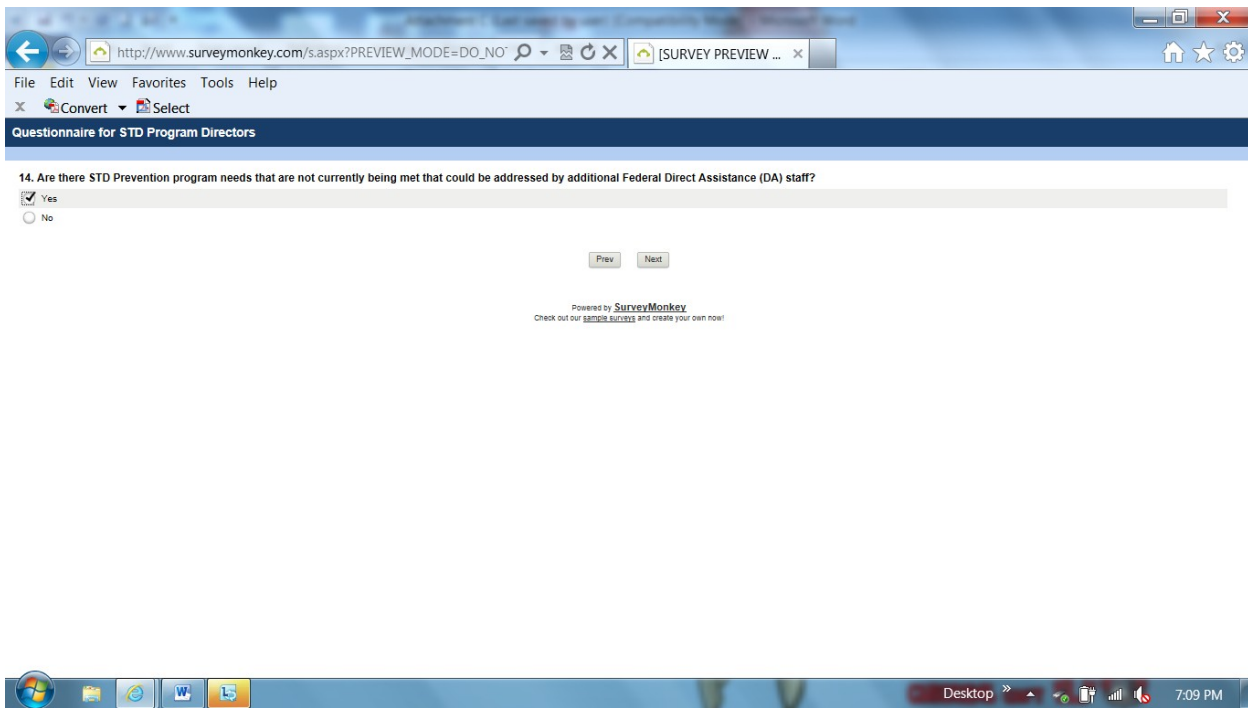 http://www.surveymonkey.com/s.aspx?PREVIEW_MODE=DO_NO
[SURVEY PREVIEW ...
File Edit View Favorites Tools Help
x Convert Select
Questionnaire for STD Program Directors
14. Are there STD Prevention program needs that are not currently being met that could be addressed by additional Federal Direct Assistance (DA) staff?
Yes
No
Prev Next
Powered by SurveyMonkey
Check out our sample surveys and create your own now!
Desktop
7:09 PM